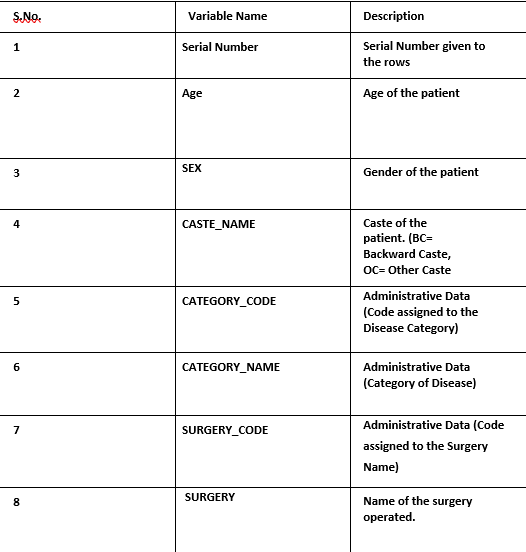 S.No. Variable Name Description
1 Serial Number Serial Number given to
the rows
2 Age Age of the patient
3 SEX Gender of the patient
4 CASTE_NAME Caste of the
patient. (BC=
Backward Caste,
OC= Other Caste
5 CATEGORY_CODE Administrative Data
(Code assigned to the
Disease Category)
6 CATEGORY_NAME Administrative Data
(Category of Disease)
7 SURGERY_CODE Administrative Data (Code
assigned to the Surgery
Name)
8 SURGERY Name of the surgery
operated.